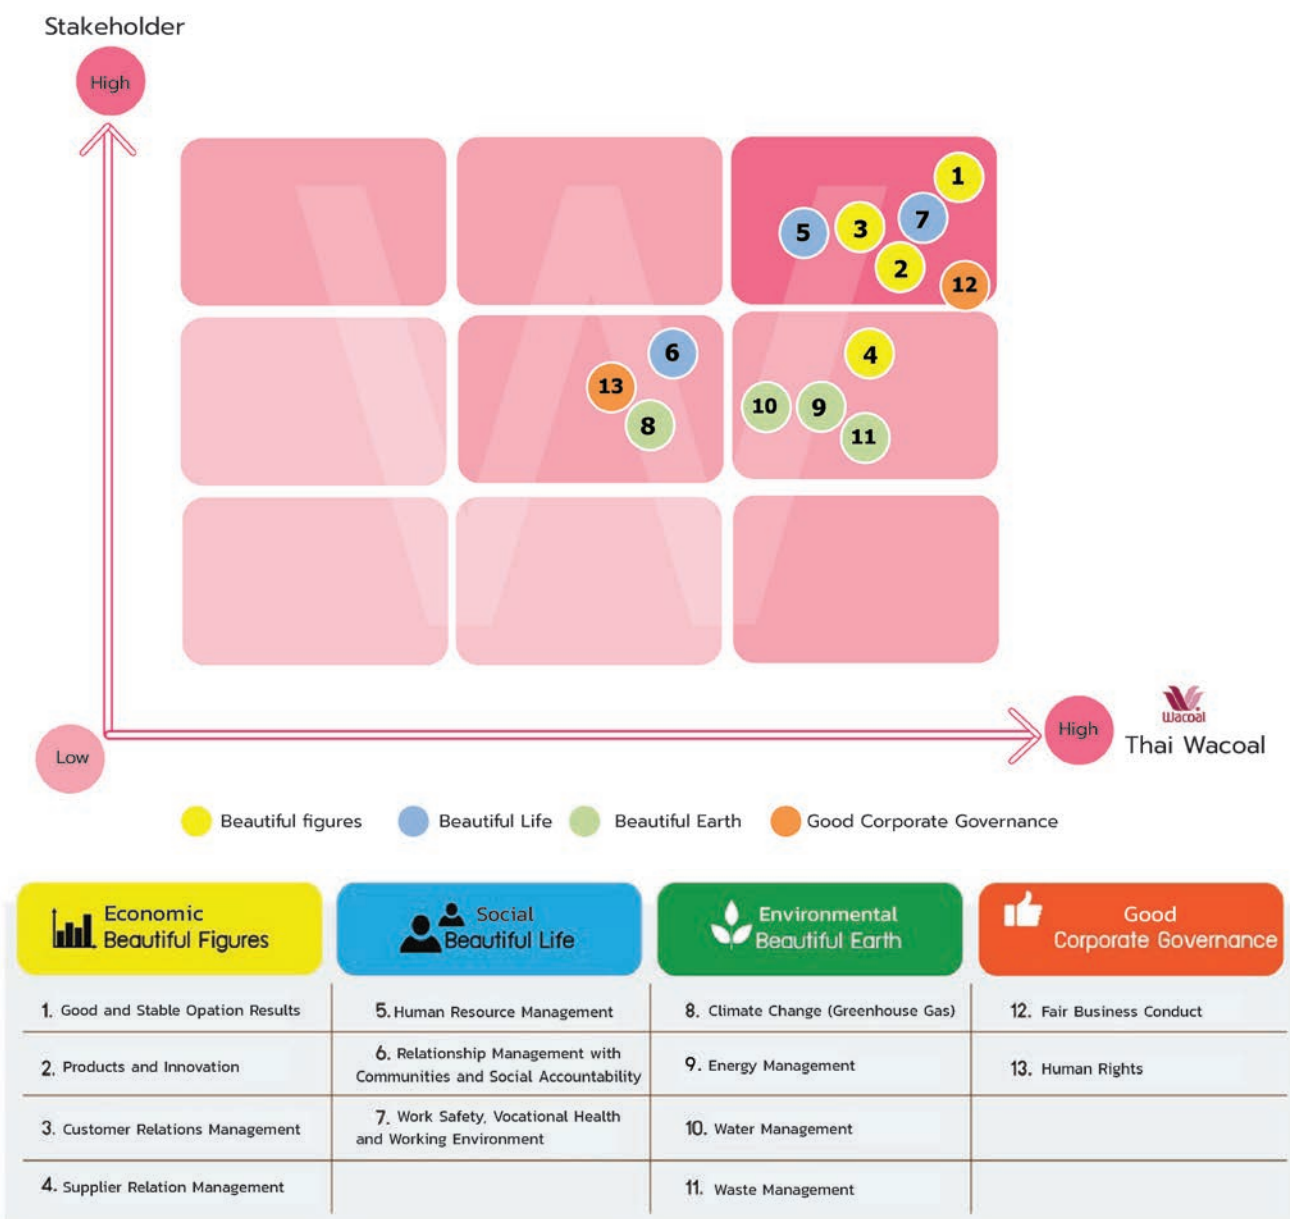 Stakeholder
High
1
7
3
5
2
12
6
4
13
10
9
8
11
Wacoal
High
Thai Wacoal
Low
Beautiful figures
Beautiful Life
Beautiful Earth
Good Corporate Governance
Economic
Beautiful Figures
Social
Beautiful Life
Environmental
Beautiful Earth
Good
Corporate Governance
1. Good and Stable Opation Results
5. Human Resource Management
8. Climate Change (Greenhouse Gas)
12. Fair Business Conduct
2. Products and Innovation
6. Relationship Management with
Communities and Social Accountability
9. Energy Management
13. Human Rights
3. Customer Relations Management
7. Work Safety, Vocational Health
and Working Environment
10. Water Management
4. Supplier Relation Management
11. Waste Management